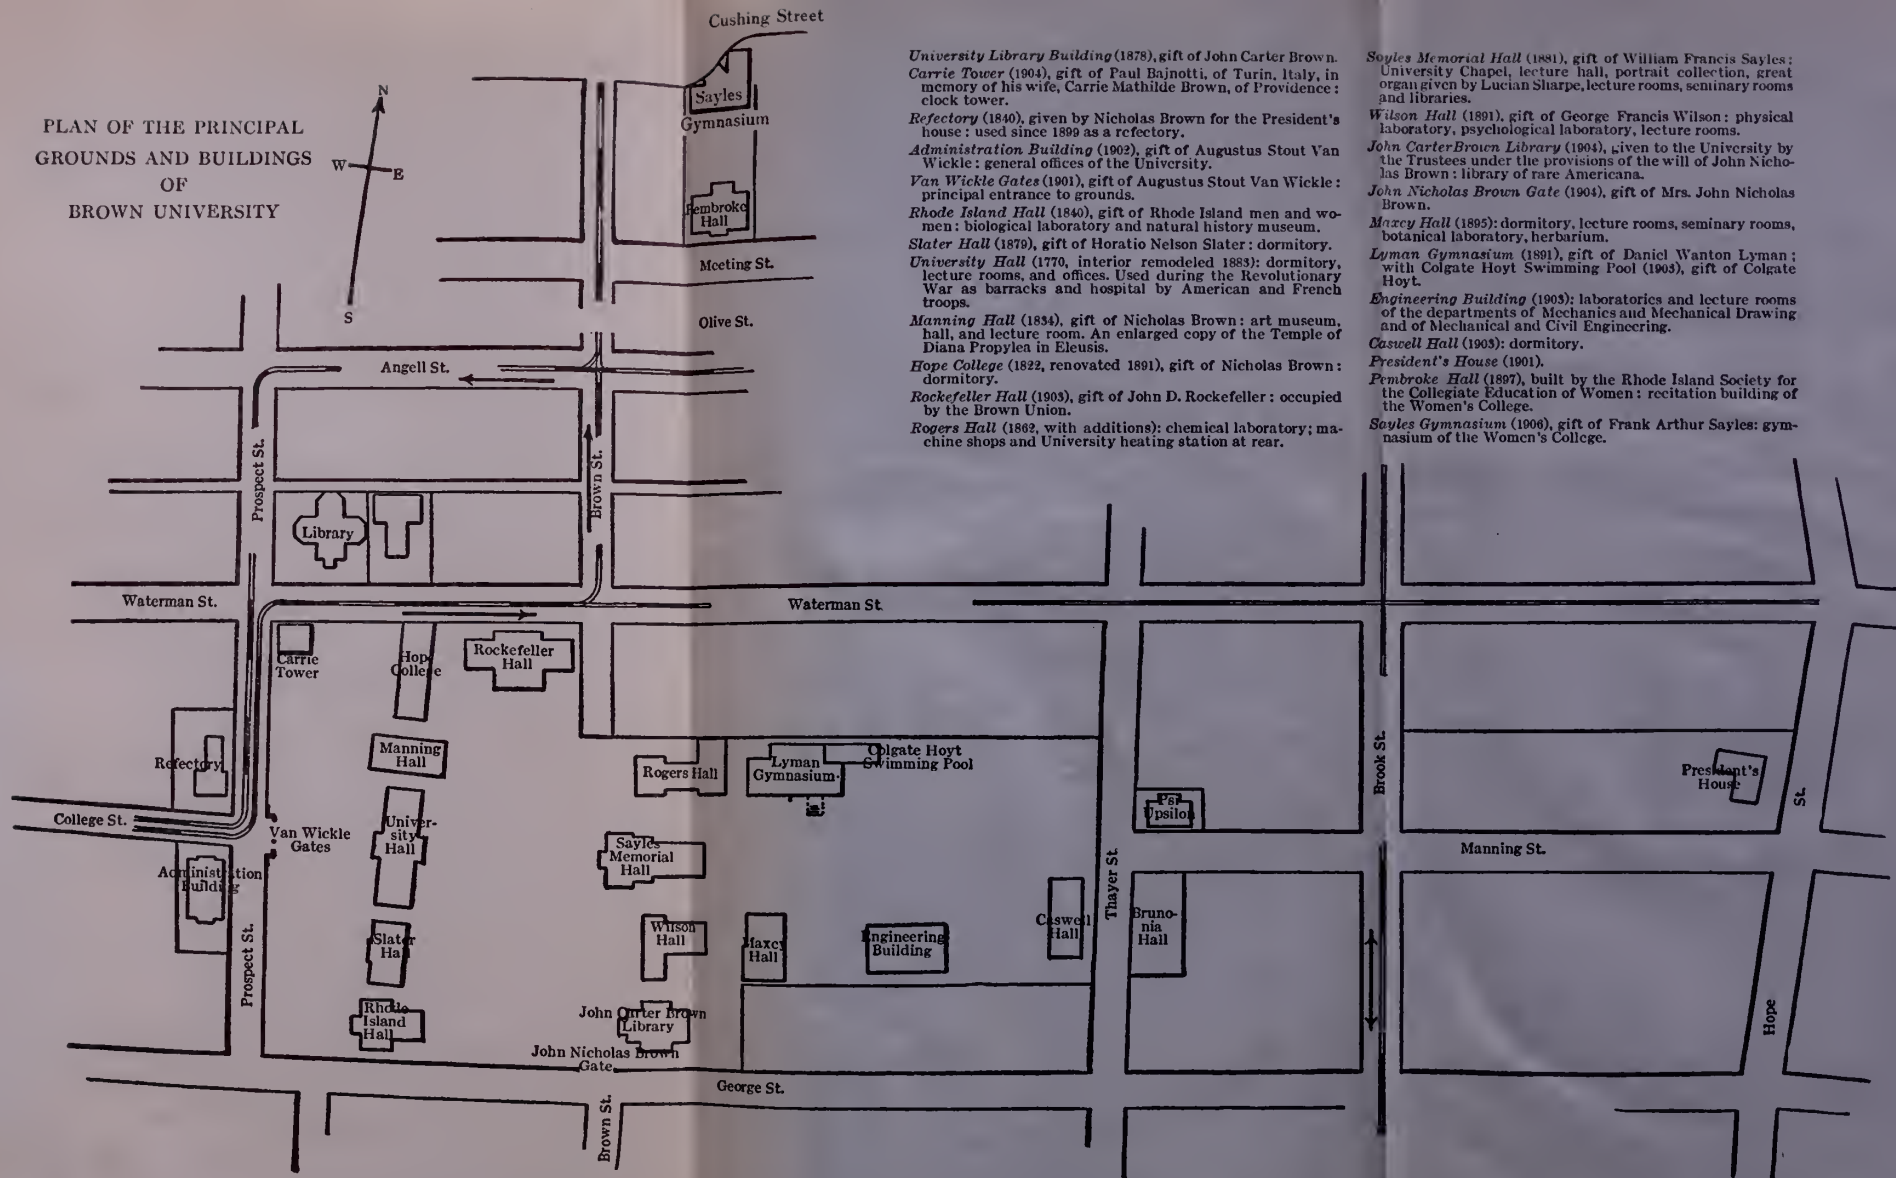 PLAN OF THE PRINCIPAL
GROUNDS AND BUILDINGS
OF
BROWN UNIVERSITY
N
W
E
S
Cushing Street
Sayles
Gymnasium
Pembroke
Hall
Meeting St.
Olive St.
Angell St.
Prospect St.
Brown St.
Library
Waterman St.
Waterman St.
Carrie
Tower
Hope
College
Rockefeller
Hall
Refectory
Manning
Hall
Rogers Hall
Lyman
Gymnasium
Colgate Hoyt
Swimming Pool
College St.
Van Wickle
Gates
Univer-
sity
Hall
Administration
Building
Sayles
Memorial
Hall
Psi
Upsilon
President's
House
Brook St.
St.
Manning St.
Thayer St.
Prospect St.
Slater
Hall
Wilson
Hall
Maxcy
Hall
Engineering
Building
Caswell
Hall
Bruno-
nia
Hall
Rhode
Island
Hall
John Carter Brown
Library
John Nicholas Brown
Gate
George St.
Brown St.
Hope
University Library Building (1878), gift of John Carter Brown.
Carrie Tower (1904), gift of Paul Bajnotti, of Turin, Italy, in
memory of his wife, Carrie Mathilde Brown, of Providence:
clock tower.
Refectory (1840), given by Nicholas Brown for the President's
house: used since 1899 as a refectory.
Administration Building (1902), gift of Augustus Stout Van
Wickle: general offices of the University.
Van Wickle Gates (1901), gift of Augustus Stout Van Wickle:
principal entrance to grounds.
Rhode Island Hall (1840), gift of Rhode Island men and wo-
men: biological laboratory and natural history museum.
Slater Hall (1879), gift of Horatio Nelson Slater: dormitory.
University Hall (1770, interior remodeled 1883): dormitory,
lecture rooms, and offices. Used during the Revolutionary
War as barracks and hospital by American and French
troops.
Manning Hall (1834), gift of Nicholas Brown: art museum,
hall, and lecture room. An enlarged copy of the Temple of
Diana Propylea in Eleusis.
Hope College (1822, renovated 1891), gift of Nicholas Brown:
dormitory.
Rockefeller Hall (1903), gift of John D. Rockefeller: occupied
by the Brown Union.
Rogers Hall (1862, with additions): chemical laboratory; ma-
chine shops and University heating station at rear.
Sayles Memorial Hall (1881), gift of William Francis Sayles:
University Chapel, lecture hall, portrait collection, great
organ given by Lucian Sharpe, lecture rooms, seminary rooms
and libraries.
Wilson Hall (1891), gift of George Francis Wilson: physical
laboratory, psychological laboratory, lecture rooms.
John Carter Brown Library (1904), given to the University by
the Trustees under the provisions of the will of John Nicho-
las Brown: library of rare Americana.
John Nicholas Brown Gate (1904), gift of Mrs. John Nicholas
Brown.
Maxcy Hall (1895): dormitory, lecture rooms, seminary rooms,
botanical laboratory, herbarium.
Lyman Gymnasium (1891), gift of Daniel Wanton Lyman;
with Colgate Hoyt Swimming Pool (1903), gift of Colgate
Hoyt.
Engineering Building (1903): laboratories and lecture rooms
of the departments of Mechanics and Mechanical Drawing
and of Mechanical and Civil Engineering.
Caswell Hall (1903): dormitory.
President's House (1901).
Pembroke Hall (1897), built by the Rhode Island Society for
the Collegiate Education of Women: recitation building of
the Women's College.
Sayles Gymnasium (1906), gift of Frank Arthur Sayles: gym-
nasium of the Women's College.